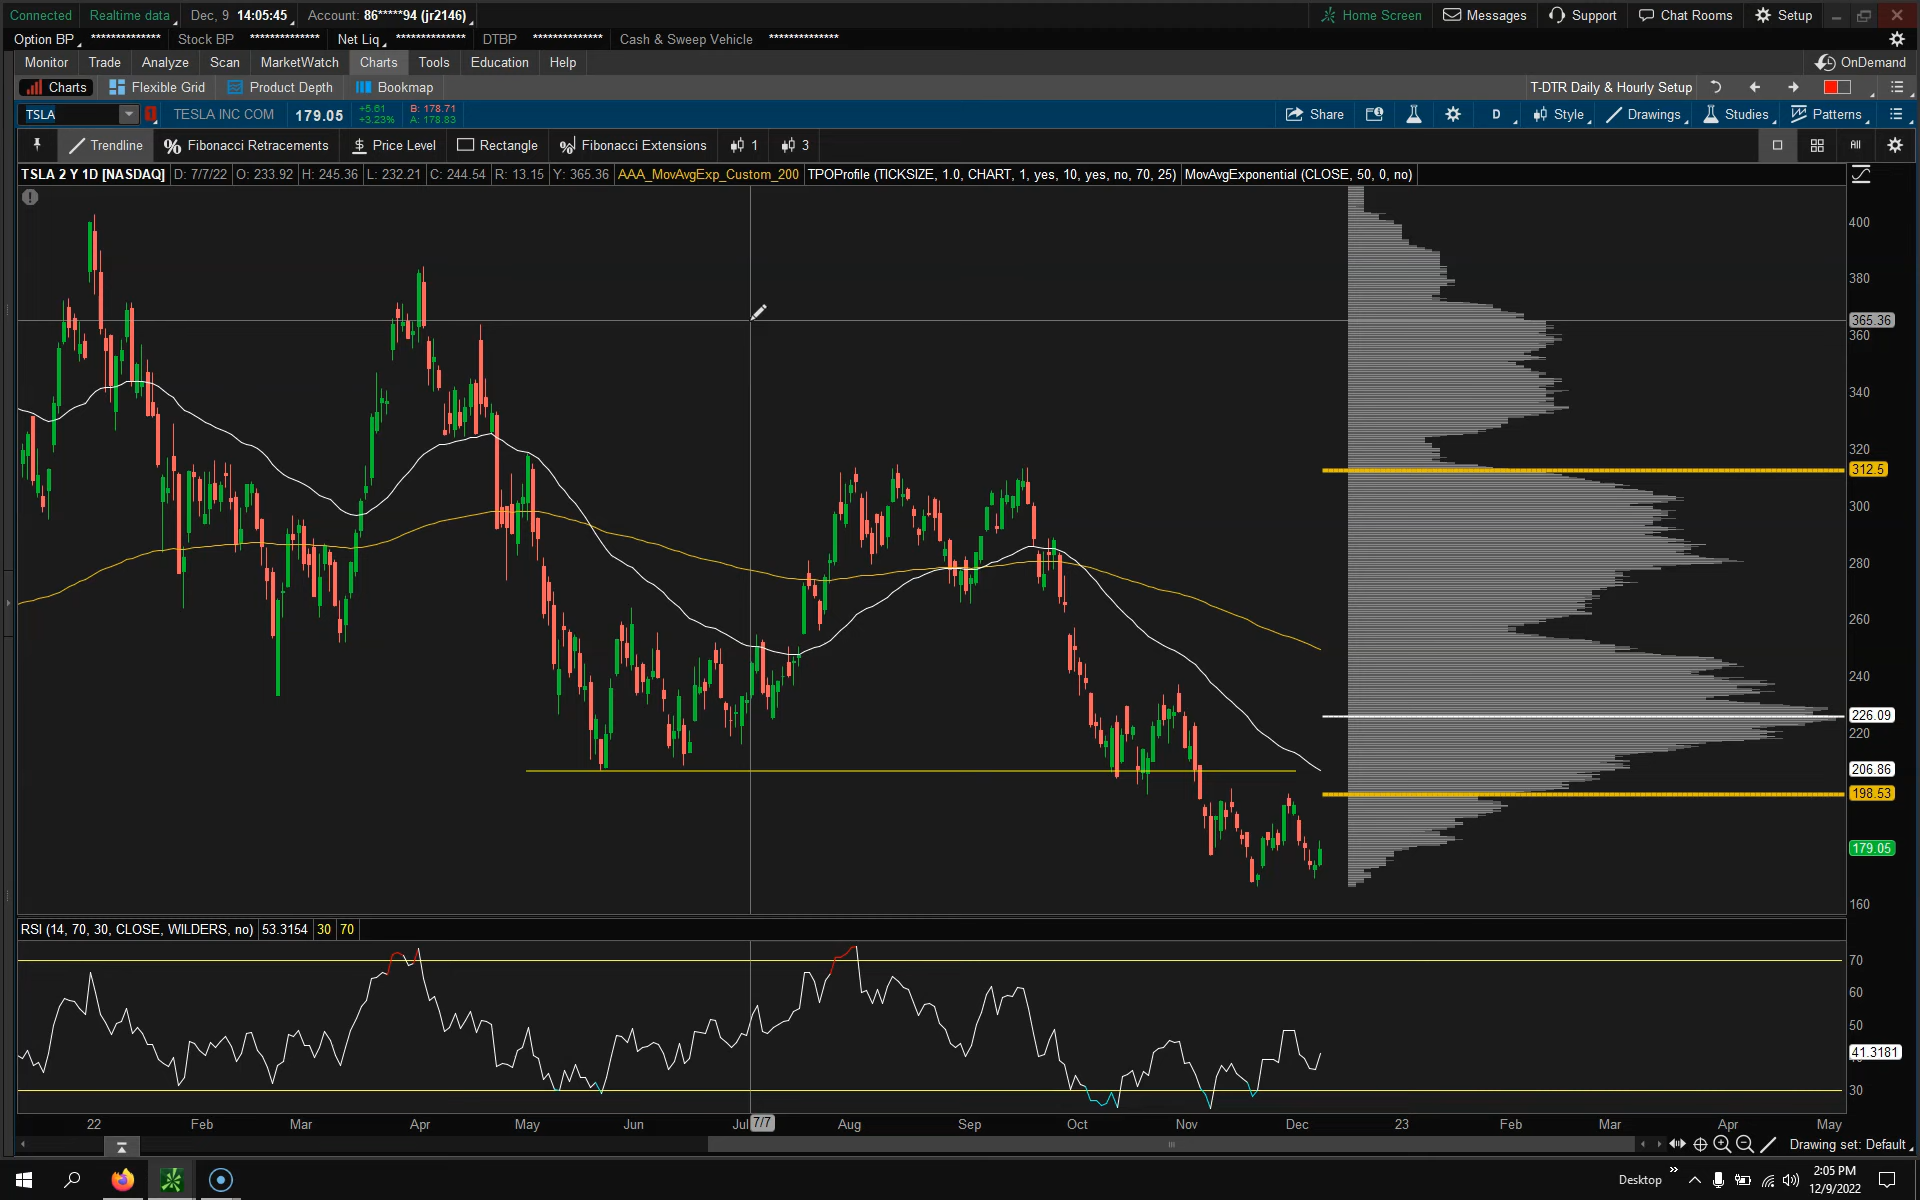 Connected Realtime data Dec, 9 14:05:45 Account: 86*****94 (jr2146) Home Screen Messages Support Chat Rooms Setup
Option BP ************** Stock BP ************** Net Liq ************** DTBP ************** Cash & Sweep Vehicle **************
Monitor Trade Analyze Scan MarketWatch Charts Tools Education Help OnDemand
Charts Flexible Grid Product Depth Bookmap T-DTR Daily & Hourly Setup
TSLA 1 TESLA INC COM 179.05 +5.61 +3.23% B: 178.71 A: 178.83 Share D Style Drawings Studies Patterns
Trendline Fibonacci Retracements Price Level Rectangle Fibonacci Extensions 1 3 All
TSLA 2 Y 1D [NASDAQ] D: 7/7/22 O: 233.92 H: 245.36 L: 232.21 C: 244.54 R: 13.15 Y: 365.36 AAA_MovAvgExp_Custom_200 TPOProfile (TICKSIZE, 1.0, CHART, 1, yes, 10, yes, no, 70, 25) MovAvgExponential (CLOSE, 50, 0, no)
400
380
365.36
360
340
320
312.5
300
280
260
240
226.09
220
206.86
198.53
179.05
160
RSI (14, 70, 30, CLOSE, WILDERS, no) 53.3154 30 70
70
60
50
41.3181
30
22 Feb Mar Apr May Jun Jul 7/7 Aug Sep Oct Nov Dec 23 Feb Mar Apr May
Drawing set: Default
Desktop 2:05 PM
12/9/2022